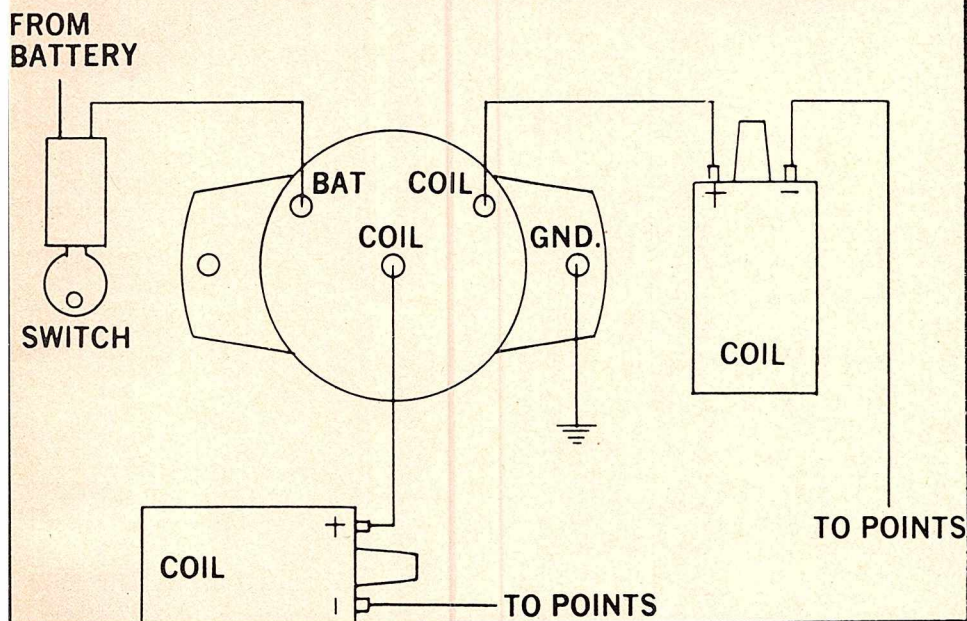 FROM
BATTERY
BAT
COIL
COIL
GND.
SWITCH
+
−
COIL
TO POINTS
+
COIL
−
TO POINTS